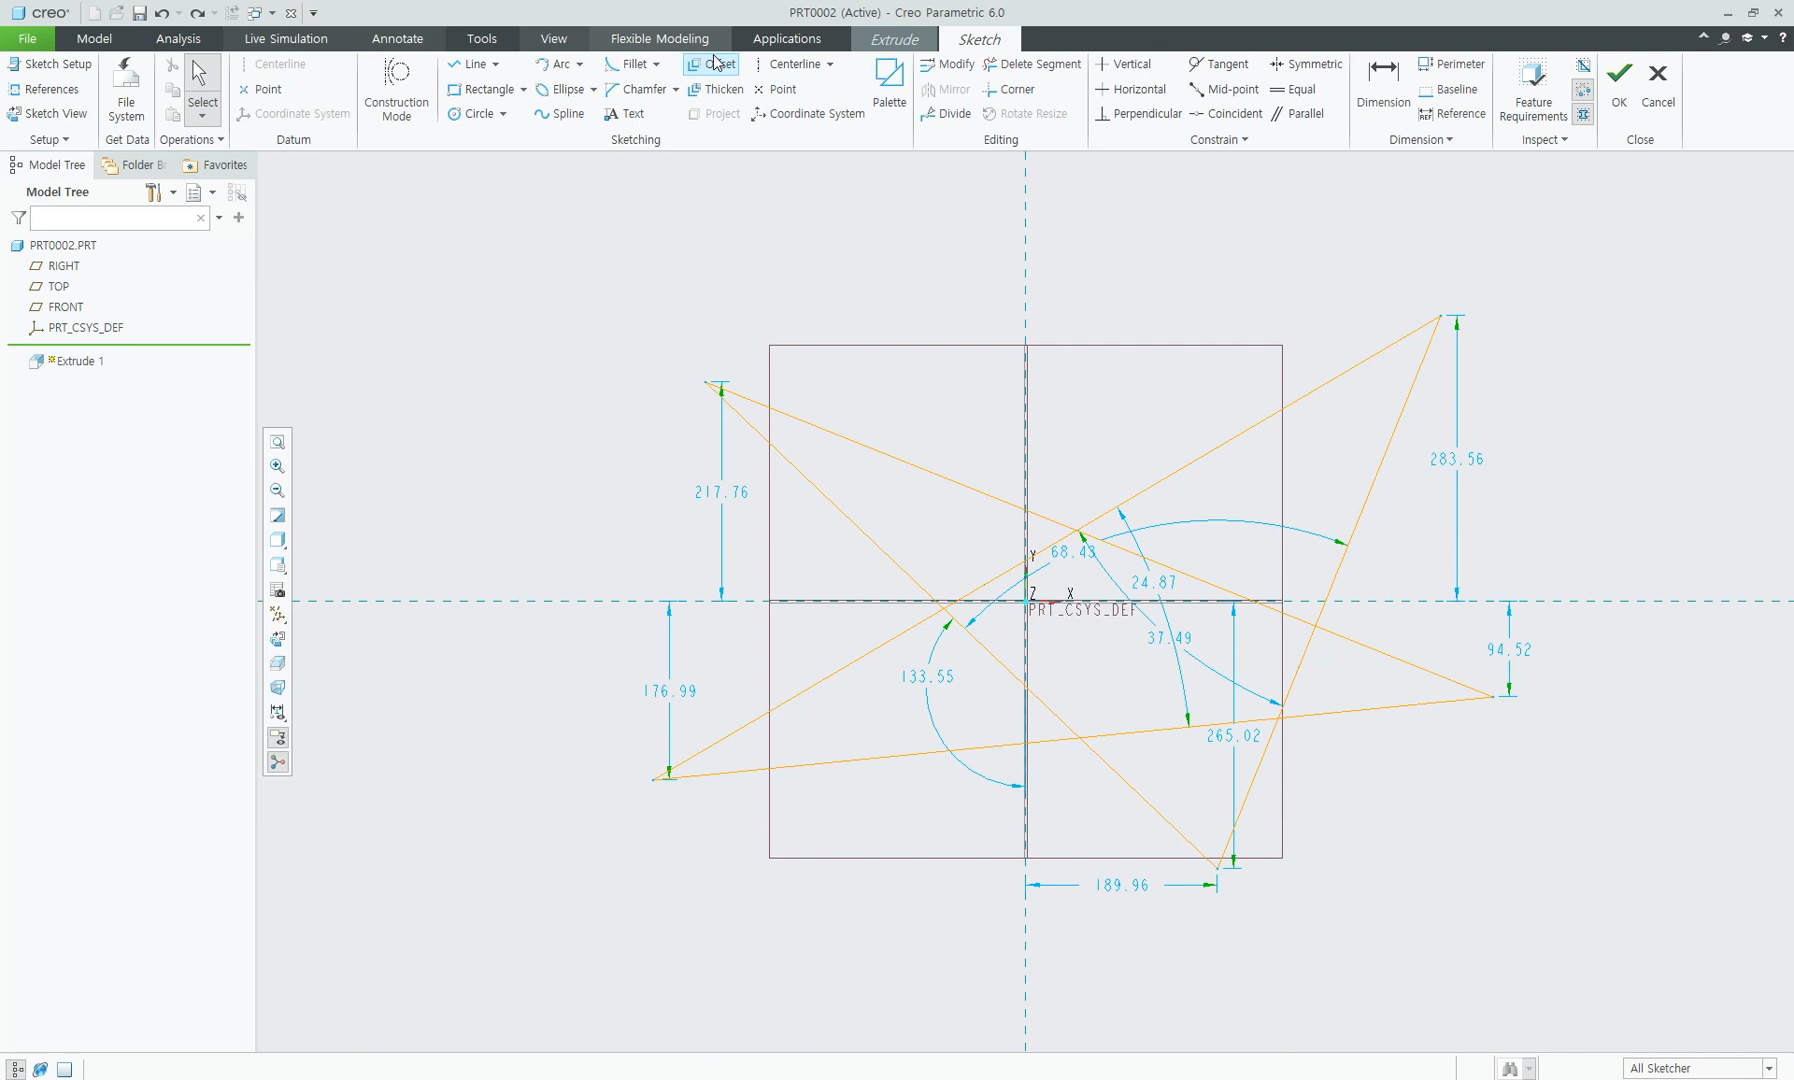 creo°
PRT0002 (Active) - Creo Parametric 6.0
File Model Analysis Live Simulation Annotate Tools View Flexible Modeling Applications Extrude Sketch
Sketch Setup
References
Sketch View
Setup
File System
Get Data
Select
Operations
Centerline
Point
Coordinate System
Datum
Construction Mode
Line Arc Fillet Offset Centerline
Rectangle Ellipse Chamfer Thicken Point
Circle Spline Text Project Coordinate System
Palette
Sketching
Modify Delete Segment
Mirror Corner
Divide Rotate Resize
Editing
Vertical Tangent Symmetric
Horizontal Mid-point Equal
Perpendicular Coincident Parallel
Constrain
Dimension
Perimeter
Baseline
Reference
Dimension
Feature Requirements
Inspect
OK
Cancel
Close
Model Tree Folder Favorites
Model Tree
PRT0002.PRT
RIGHT
TOP
FRONT
PRT_CSYS_DEF
Extrude 1
283.56
217.76
68.43
Y
24.87
Z X
PRT_CSYS_DEF
37.49
94.52
133.55
176.99
265.02
189.96
All Sketcher